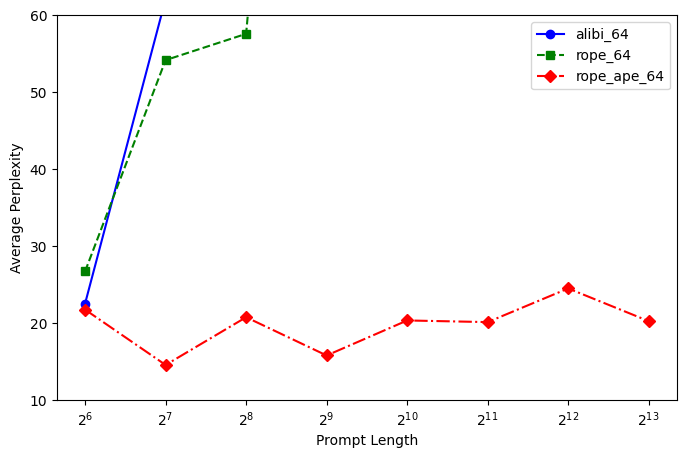 60
50
40
30
20
10
Average Perplexity
alibi_64
rope_64
rope_ape_64
2^6 2^7 2^8 2^9 2^10 2^11 2^12 2^13
Prompt Length